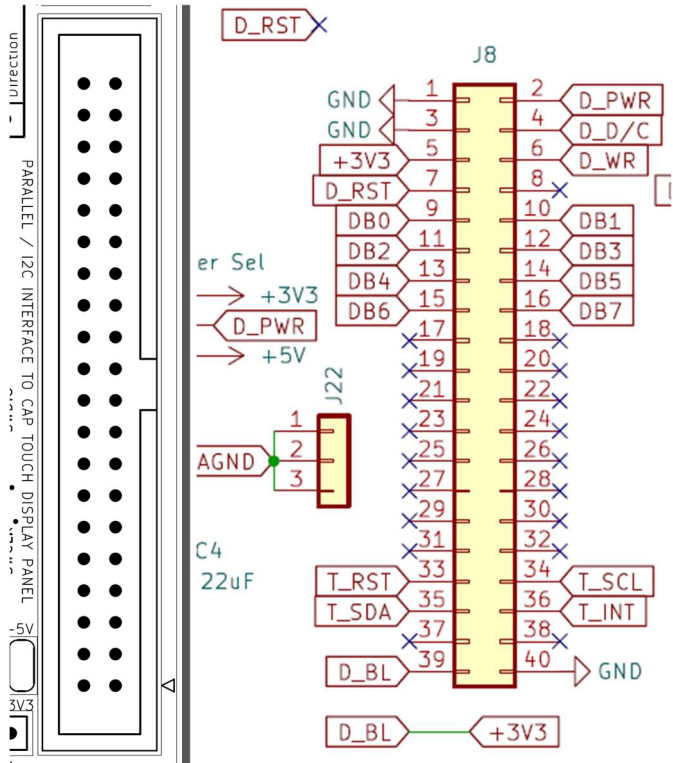 Direction
PARALLEL / I2C INTERFACE TO CAP TOUCH DISPLAY PANEL
-5V
3V3
D_RST
J8
GND 1 2 D_PWR
GND 3 4 D_D/C
+3V3 5 6 D_WR
D_RST 7 8
DB0 9 10 DB1
DB2 11 12 DB3
DB4 13 14 DB5
DB6 15 16 DB7
17 18
19 20
21 22
23 24
25 26
27 28
29 30
31 32
T_RST 33 34 T_SCL
T_SDA 35 36 T_INT
37 38
D_BL 39 40 GND
D_BL +3V3
er Sel
+3V3
D_PWR
+5V
J22
1
AGND 2
3
C4
22uF